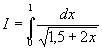 I = ∫₀¹ dx / √(1,5 + 2x)